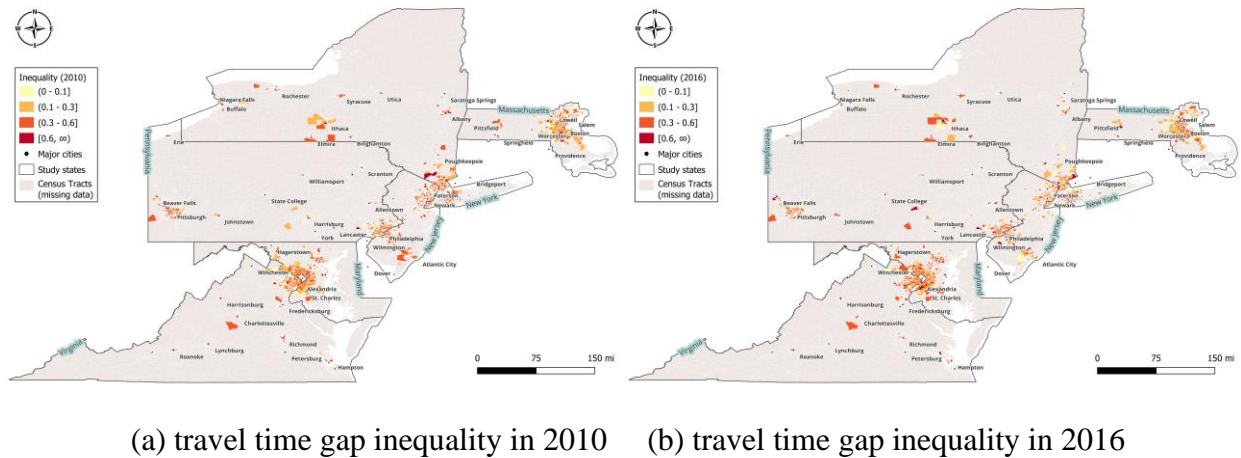 N
W E
S
Inequality (2010)
(0 - 0.1]
(0.1 - 0.3]
(0.3 - 0.6]
[0.6, ∞)
Major cities
Study states
Census Tracts
(missing data)
Niagara Falls
Buffalo
Rochester
Syracuse
Utica
Saratoga Springs
Albany
Massachusetts
Pittsfield
Springfield
Lowell
Salem
Boston
Worcester
Providence
Pennsylvania
Erie
Ithaca
Elmira
Binghamton
Poughkeepsie
Bridgeport
Scranton
Williamsport
Paterson
Newark
New York
State College
Allentown
Beaver Falls
Pittsburgh
Johnstown
Harrisburg
York
Lancaster
Philadelphia
Wilmington
New Jersey
Hagerstown
Atlantic City
Dover
Maryland
Winchester
Alexandria
St. Charles
Fredericksburg
Harrisonburg
Charlottesville
Virginia
Roanoke
Lynchburg
Richmond
Petersburg
Hampton
0 75 150 mi
N
W E
S
Inequality (2016)
(0 - 0.1]
(0.1 - 0.3]
(0.3 - 0.6]
[0.6, ∞)
Major cities
Study states
Census Tracts
(missing data)
Niagara Falls
Buffalo
Rochester
Syracuse
Utica
Saratoga Springs
Albany
Massachusetts
Pittsfield
Springfield
Lowell
Salem
Boston
Worcester
Providence
Pennsylvania
Erie
Ithaca
Elmira
Binghamton
Poughkeepsie
Bridgeport
Scranton
Williamsport
Paterson
Newark
New York
State College
Allentown
Beaver Falls
Pittsburgh
Johnstown
Harrisburg
York
Lancaster
Philadelphia
Wilmington
New Jersey
Hagerstown
Atlantic City
Dover
Maryland
Winchester
Alexandria
St. Charles
Fredericksburg
Harrisonburg
Charlottesville
Virginia
Roanoke
Lynchburg
Richmond
Petersburg
Hampton
0 75 150 mi
(a) travel time gap inequality in 2010 (b) travel time gap inequality in 2016